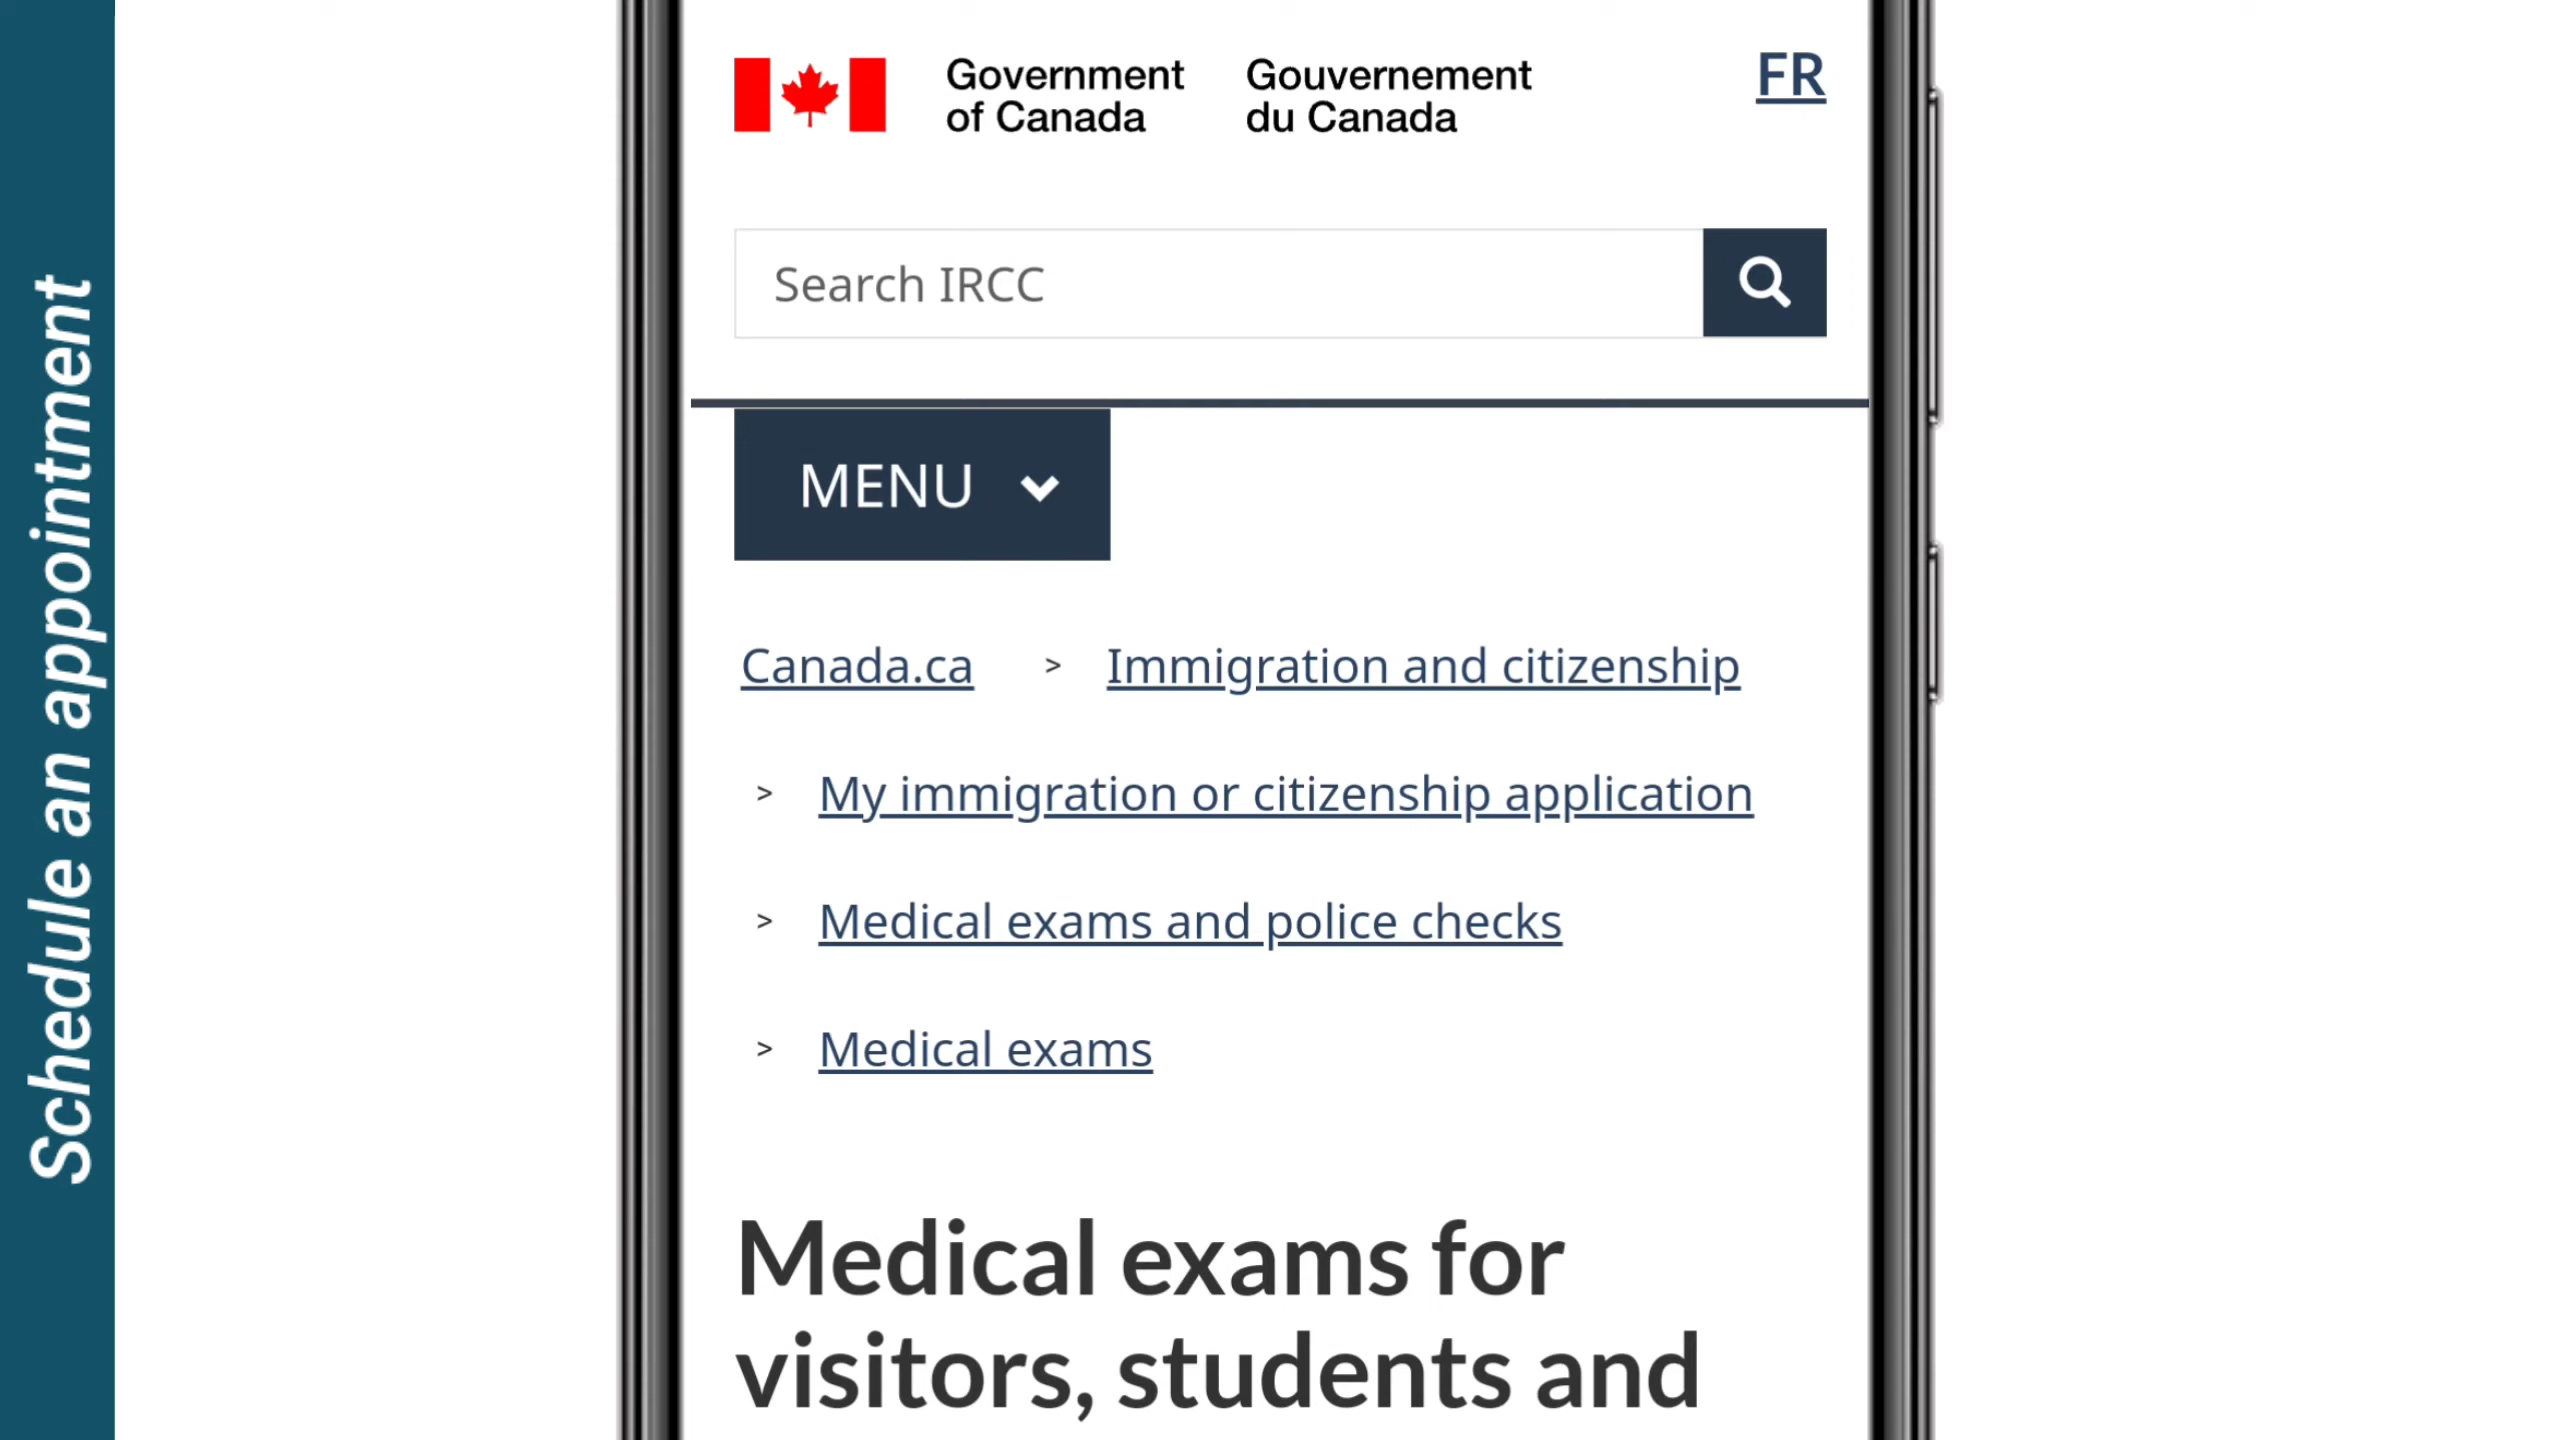 Schedule an appointment
Government of Canada
Gouvernement du Canada
FR
Search IRCC
MENU
Canada.ca > Immigration and citizenship
> My immigration or citizenship application
> Medical exams and police checks
> Medical exams
Medical exams for
visitors, students and